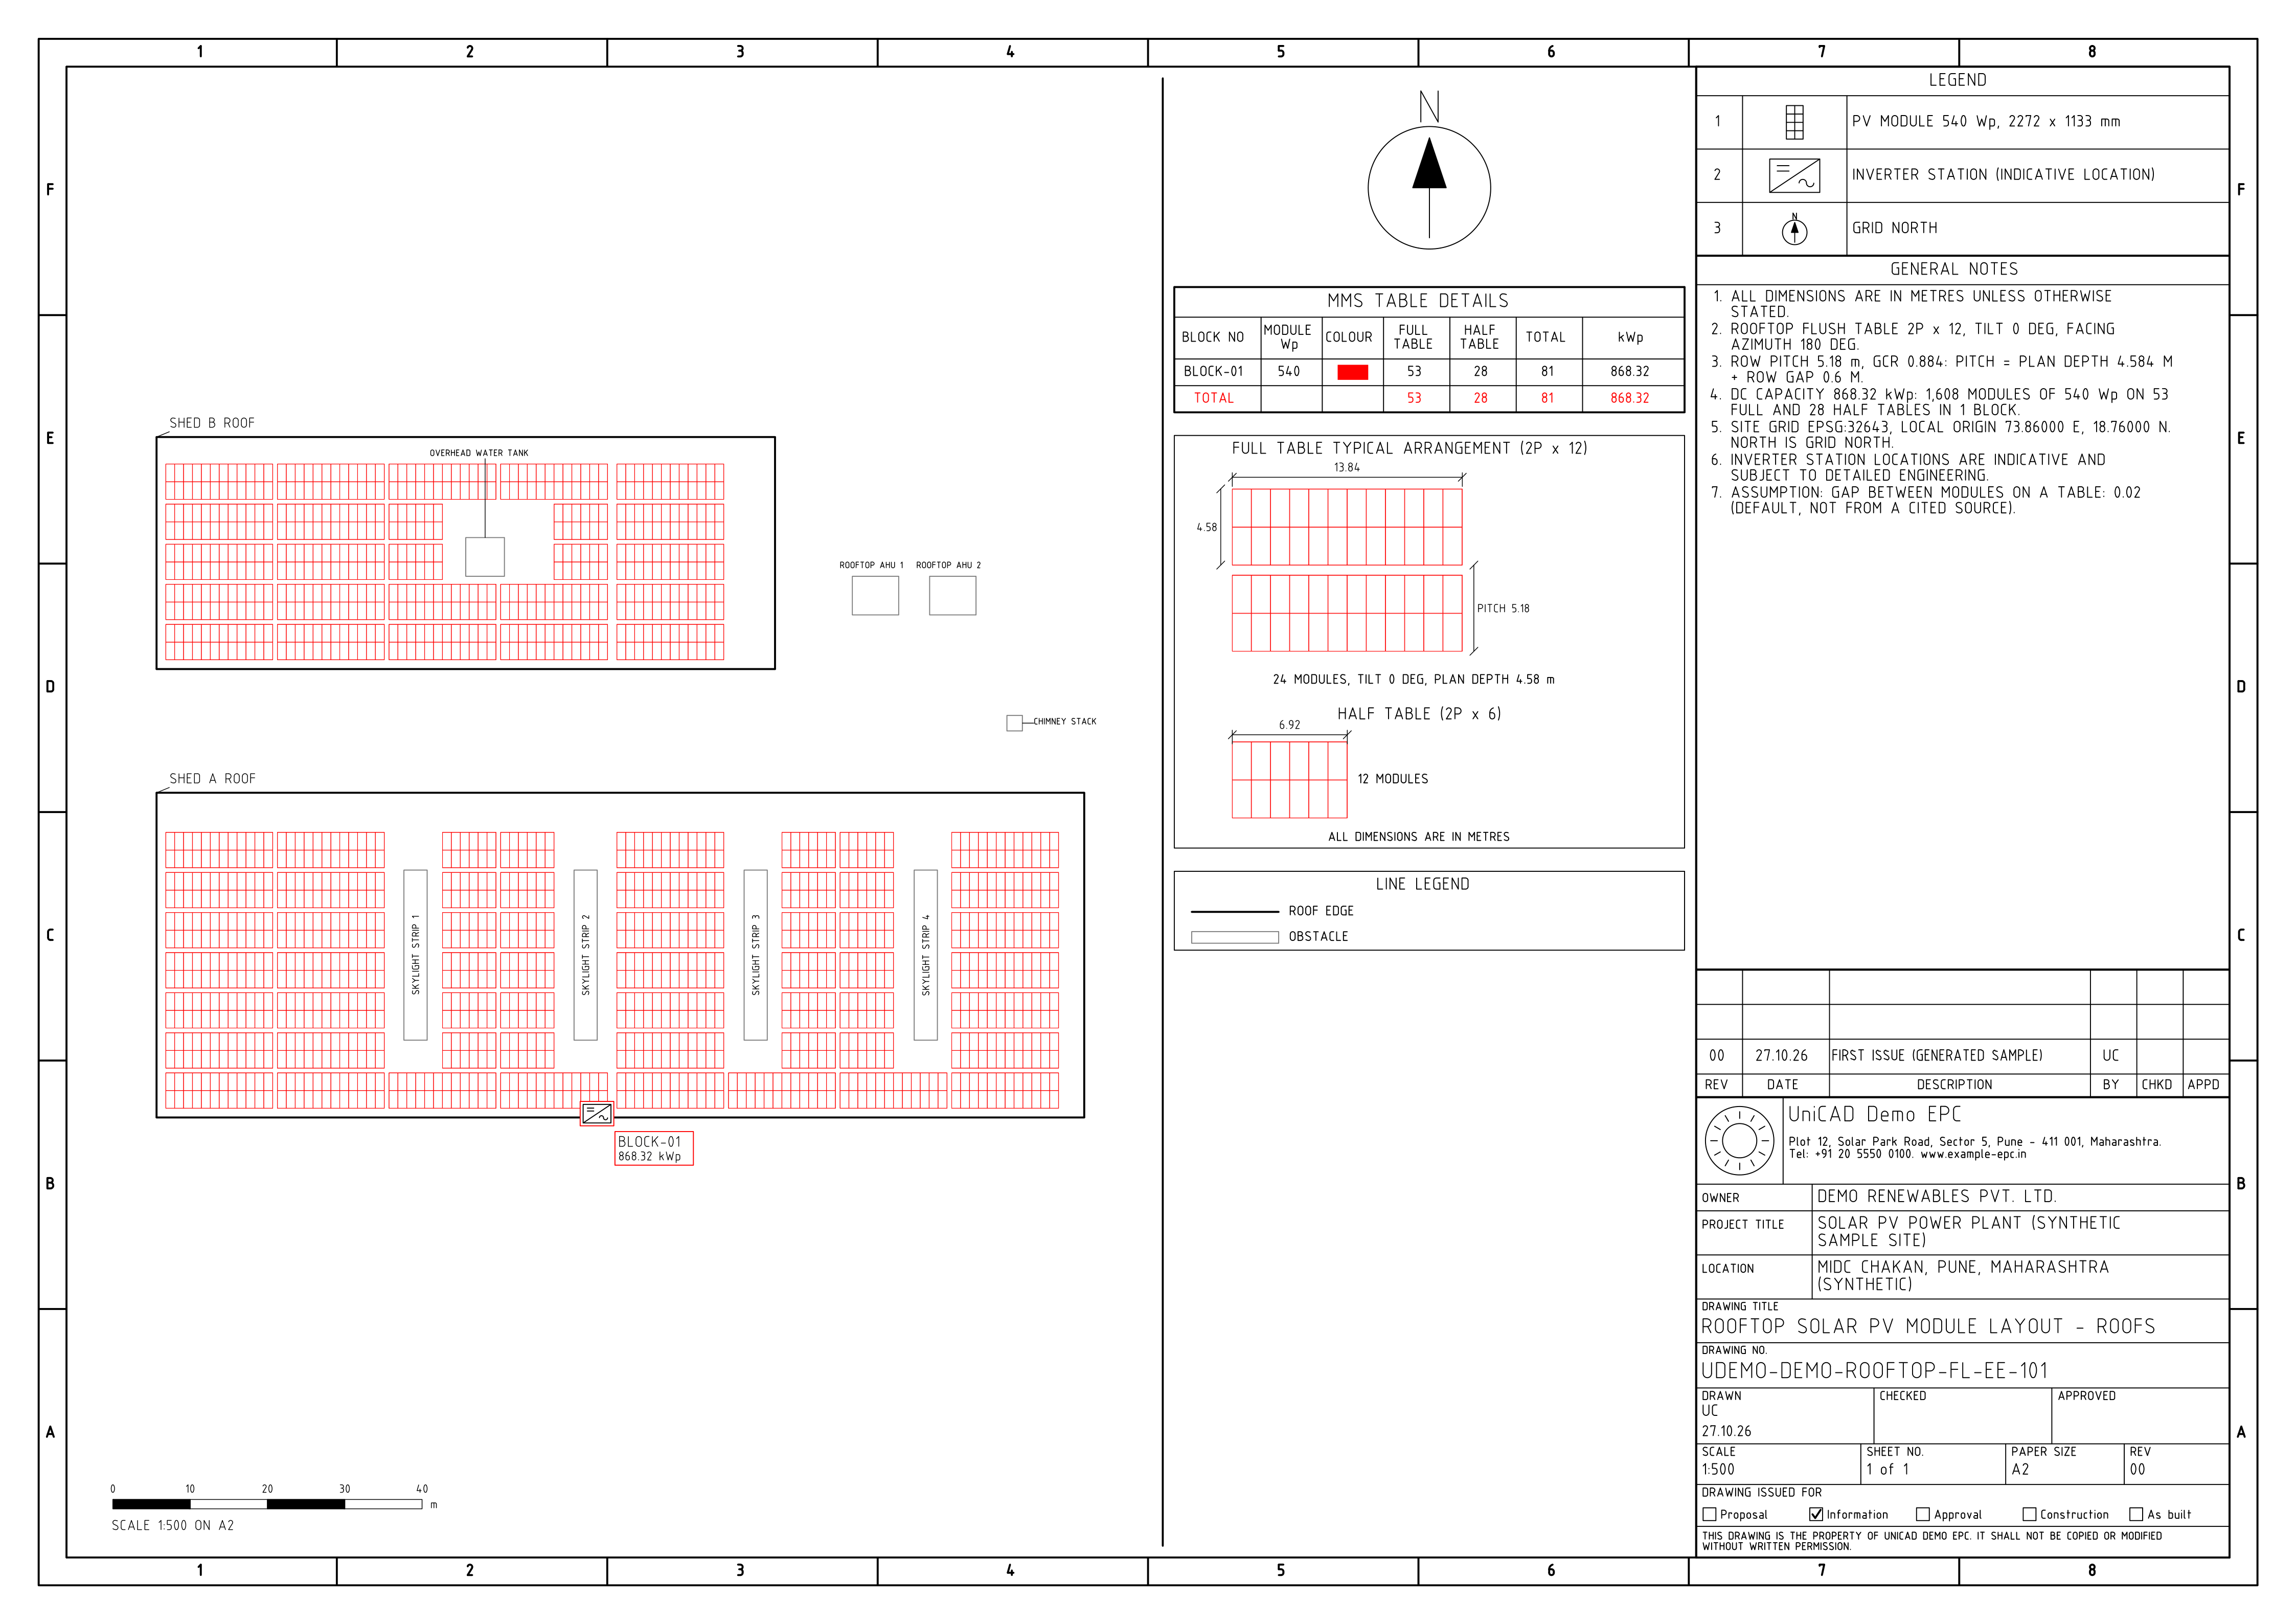 1 2 3 4 5 6 7 8
F
E
D
C
B
A
SHED B ROOF
OVERHEAD WATER TANK
ROOFTOP AHU 1
ROOFTOP AHU 2
CHIMNEY STACK
SHED A ROOF
SKYLIGHT STRIP 1
SKYLIGHT STRIP 2
SKYLIGHT STRIP 3
SKYLIGHT STRIP 4
BLOCK-01
868.32 kWp
0 10 20 30 40
m
SCALE 1:500 ON A2
N
MMS TABLE DETAILS
BLOCK NO MODULE Wp COLOUR FULL TABLE HALF TABLE TOTAL kWp
BLOCK-01 540 53 28 81 868.32
TOTAL 53 28 81 868.32
FULL TABLE TYPICAL ARRANGEMENT (2P x 12)
13.84
4.58
PITCH 5.18
24 MODULES, TILT 0 DEG, PLAN DEPTH 4.58 m
HALF TABLE (2P x 6)
6.92
12 MODULES
ALL DIMENSIONS ARE IN METRES
LINE LEGEND
ROOF EDGE
OBSTACLE
LEGEND
1 PV MODULE 540 Wp, 2272 x 1133 mm
2 INVERTER STATION (INDICATIVE LOCATION)
3 N GRID NORTH
GENERAL NOTES
1. ALL DIMENSIONS ARE IN METRES UNLESS OTHERWISE
STATED.
2. ROOFTOP FLUSH TABLE 2P x 12, TILT 0 DEG, FACING
AZIMUTH 180 DEG.
3. ROW PITCH 5.18 m, GCR 0.884: PITCH = PLAN DEPTH 4.584 M
+ ROW GAP 0.6 M.
4. DC CAPACITY 868.32 kWp: 1,608 MODULES OF 540 Wp ON 53
FULL AND 28 HALF TABLES IN 1 BLOCK.
5. SITE GRID EPSG:32643, LOCAL ORIGIN 73.86000 E, 18.76000 N.
NORTH IS GRID NORTH.
6. INVERTER STATION LOCATIONS ARE INDICATIVE AND
SUBJECT TO DETAILED ENGINEERING.
7. ASSUMPTION: GAP BETWEEN MODULES ON A TABLE: 0.02
(DEFAULT, NOT FROM A CITED SOURCE).
00 27.10.26 FIRST ISSUE (GENERATED SAMPLE) UC
REV DATE DESCRIPTION BY CHKD APPD
UniCAD Demo EPC
Plot 12, Solar Park Road, Sector 5, Pune - 411 001, Maharashtra.
Tel: +91 20 5550 0100. www.example-epc.in
OWNER DEMO RENEWABLES PVT. LTD.
PROJECT TITLE SOLAR PV POWER PLANT (SYNTHETIC
SAMPLE SITE)
LOCATION MIDC CHAKAN, PUNE, MAHARASHTRA
(SYNTHETIC)
DRAWING TITLE
ROOFTOP SOLAR PV MODULE LAYOUT - ROOFS
DRAWING NO.
UDEMO-DEMO-ROOFTOP-FL-EE-101
DRAWN CHECKED APPROVED
UC
27.10.26
SCALE SHEET NO. PAPER SIZE REV
1:500 1 of 1 A2 00
DRAWING ISSUED FOR
Proposal Information Approval Construction As built
THIS DRAWING IS THE PROPERTY OF UNICAD DEMO EPC. IT SHALL NOT BE COPIED OR MODIFIED
WITHOUT WRITTEN PERMISSION.
F
E
D
C
B
A
1 2 3 4 5 6 7 8